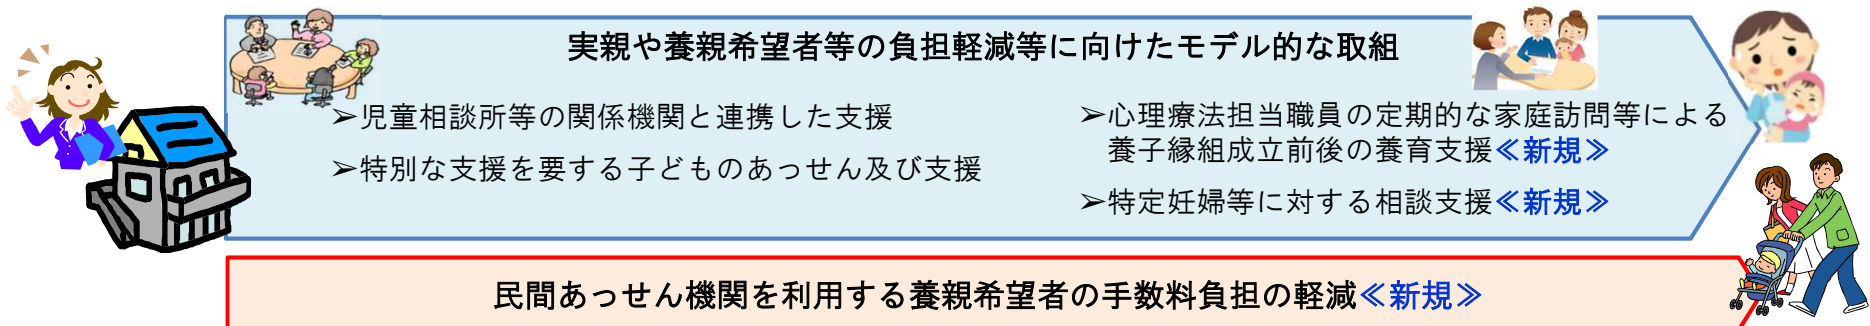 実親や養親希望者等の負担軽減等に向けたモデル的な取組
➢児童相談所等の関係機関と連携した支援
➢特別な支援を要する子どものあっせん及び支援
➢心理療法担当職員の定期的な家庭訪問等による
養子縁組成立前後の養育支援≪新規≫
➢特定妊婦等に対する相談支援≪新規≫
民間あっせん機関を利用する養親希望者の手数料負担の軽減≪新規≫